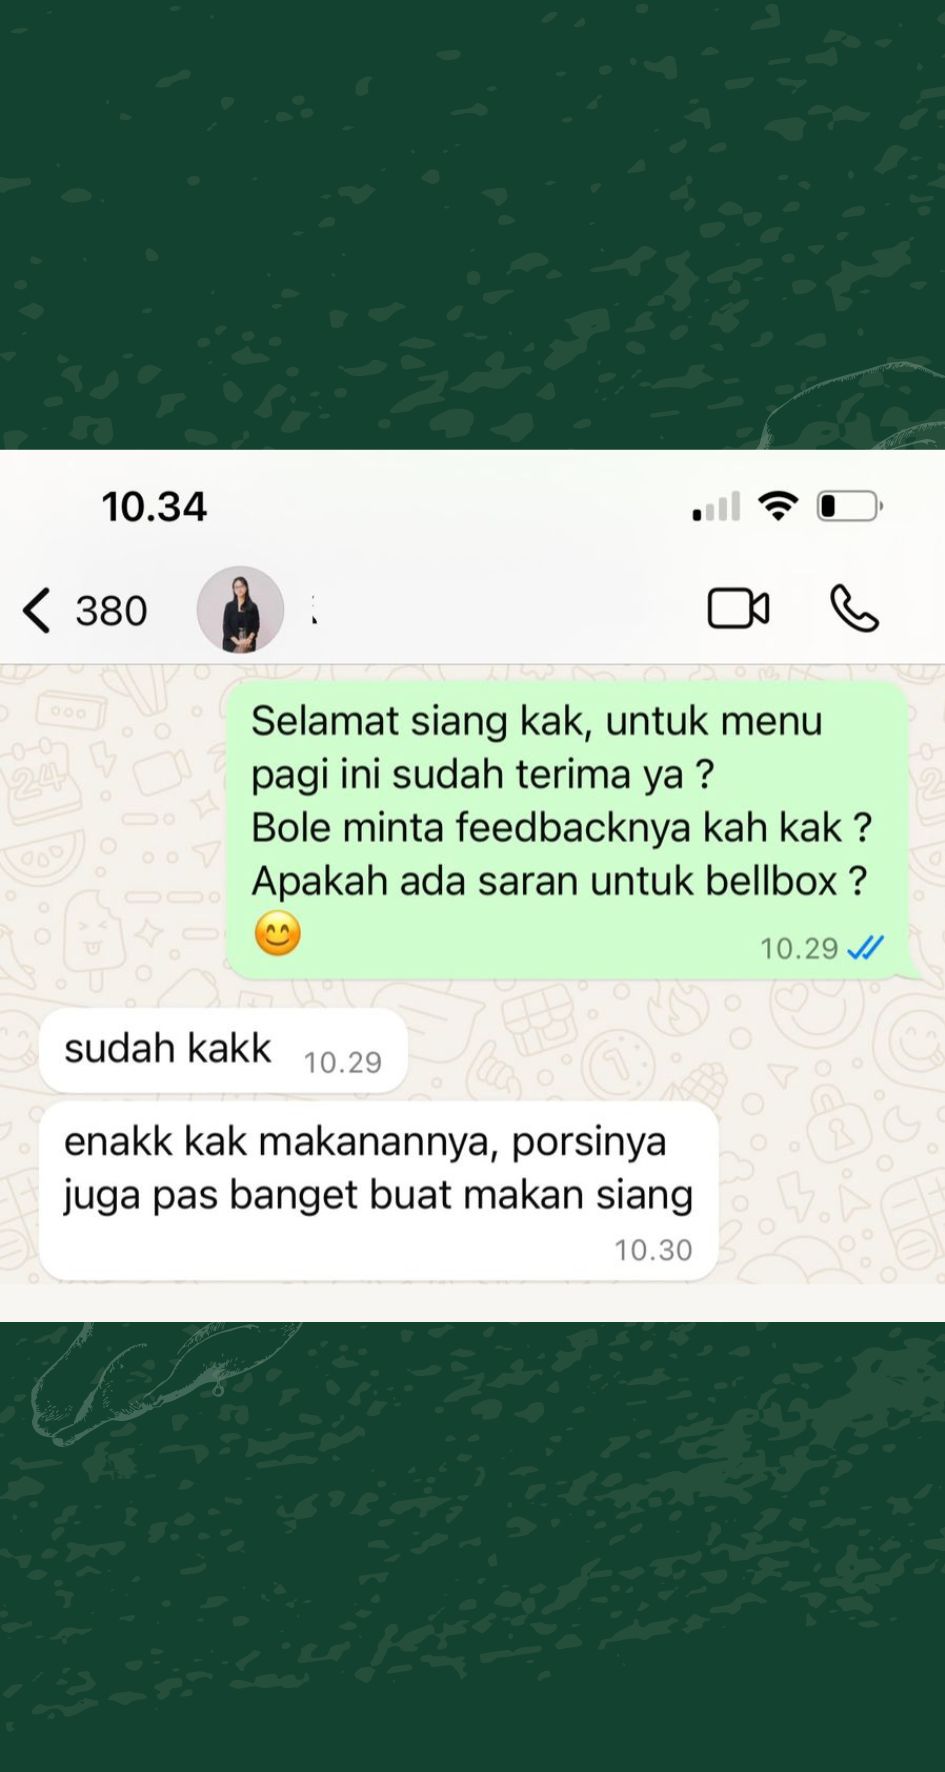 10.34
380
Selamat siang kak, untuk menu
pagi ini sudah terima ya ?
Bole minta feedbacknya kah kak ?
Apakah ada saran untuk bellbox ?
😊
10.29
sudah kakk 10.29
enakk kak makanannya, porsinya
juga pas banget buat makan siang
10.30